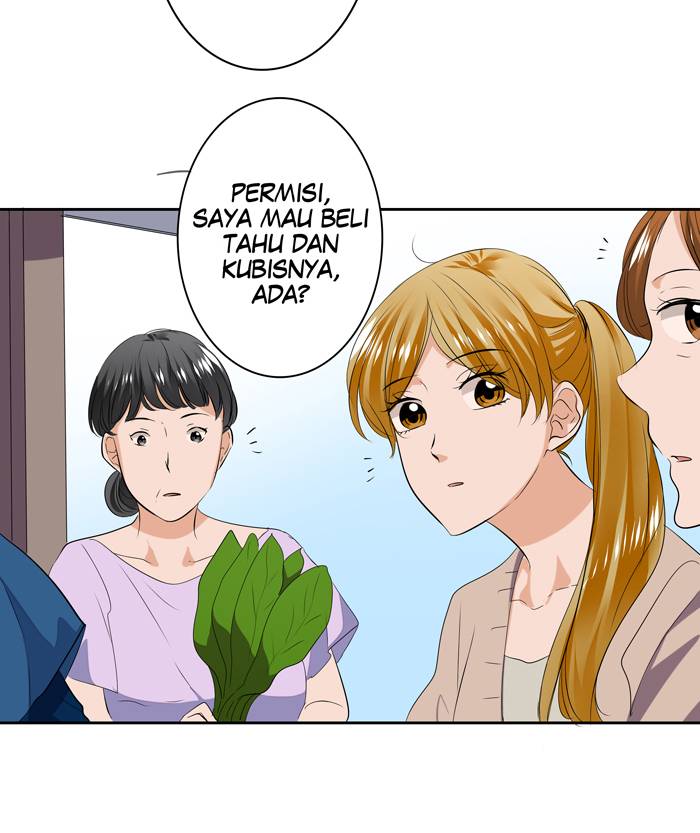 PERMISI,
SAYA MAU BELI
TAHU DAN
KUBISNYA,
ADA?